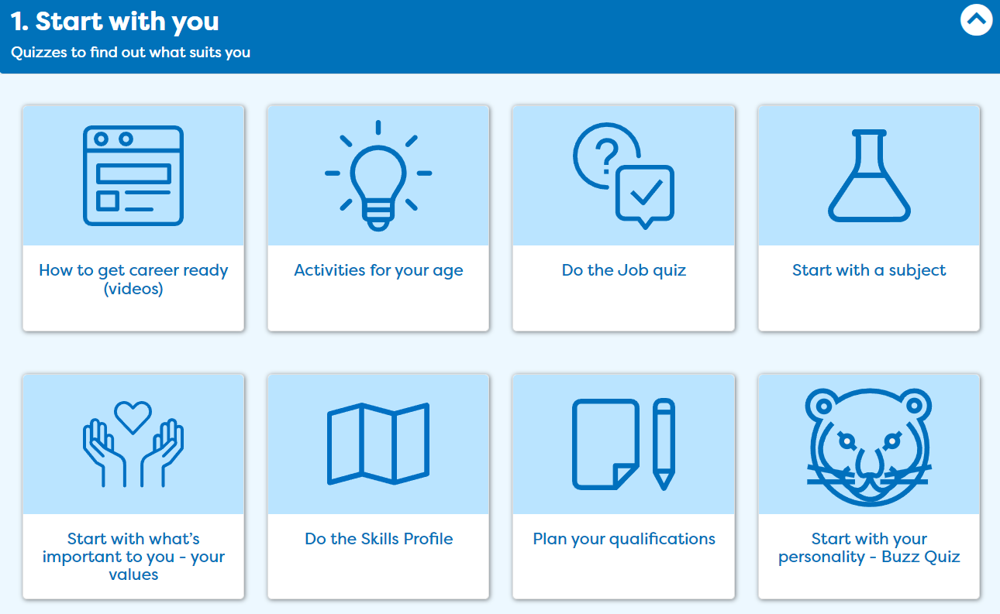 1. Start with you
Quizzes to find out what suits you
?
How to get career ready
(videos)
Activities for your age
Do the Job quiz
Start with a subject
Start with what’s
important to you - your
values
Do the Skills Profile
Plan your qualifications
Start with your
personality - Buzz Quiz